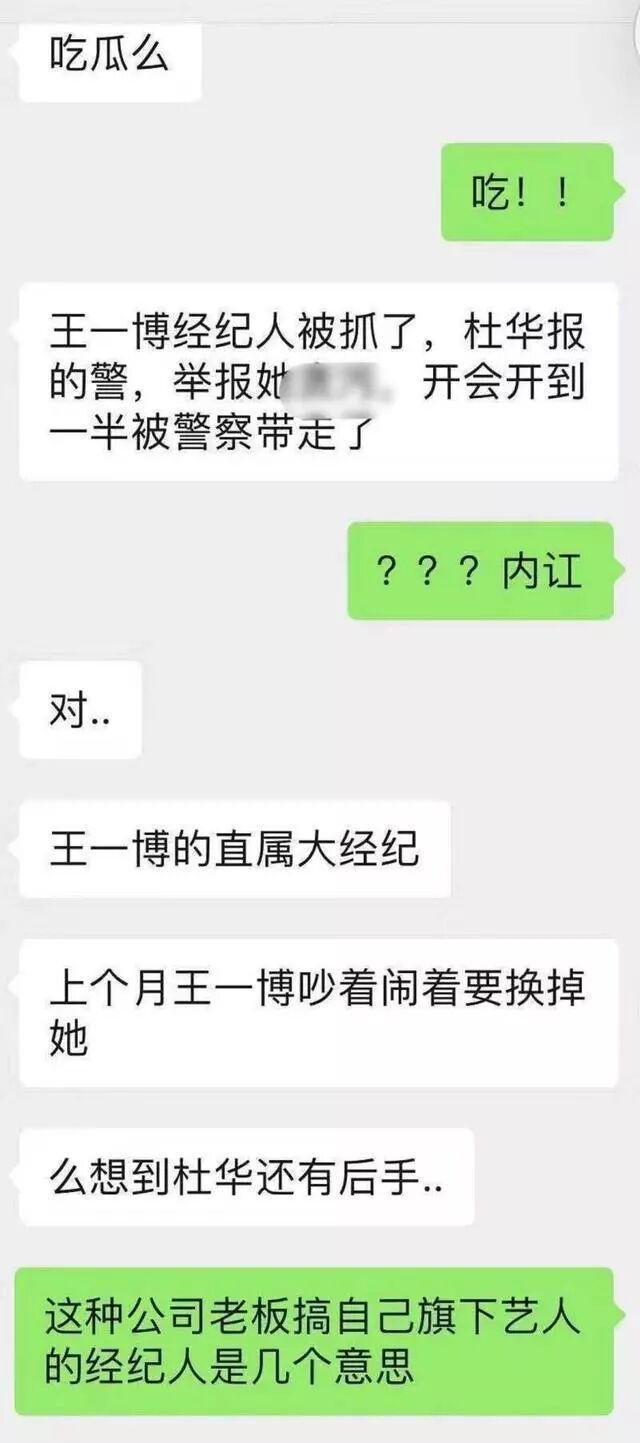 吃瓜么
吃！！
王一博经纪人被抓了，杜华报
的警，举报她 开会开到
一半被警察带走了
？？？内讧
对..
王一博的直属大经纪
上个月王一博吵着闹着要换掉
她
么想到杜华还有后手..
这种公司老板搞自己旗下艺人
的经纪人是几个意思